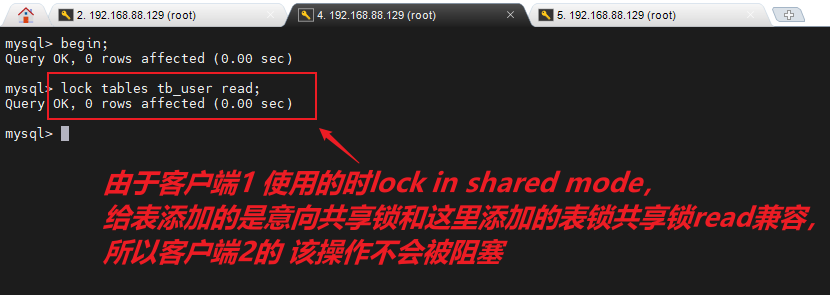 2. 192.168.88.129 (root)
4. 192.168.88.129 (root)
5. 192.168.88.129 (root)
mysql> begin;
Query OK, 0 rows affected (0.00 sec)
mysql> lock tables tb_user read;
Query OK, 0 rows affected (0.00 sec)
mysql>
由于客户端1 使用的时lock in shared mode，
给表添加的是意向共享锁和这里添加的表锁共享锁read兼容，
所以客户端2的 该操作不会被阻塞